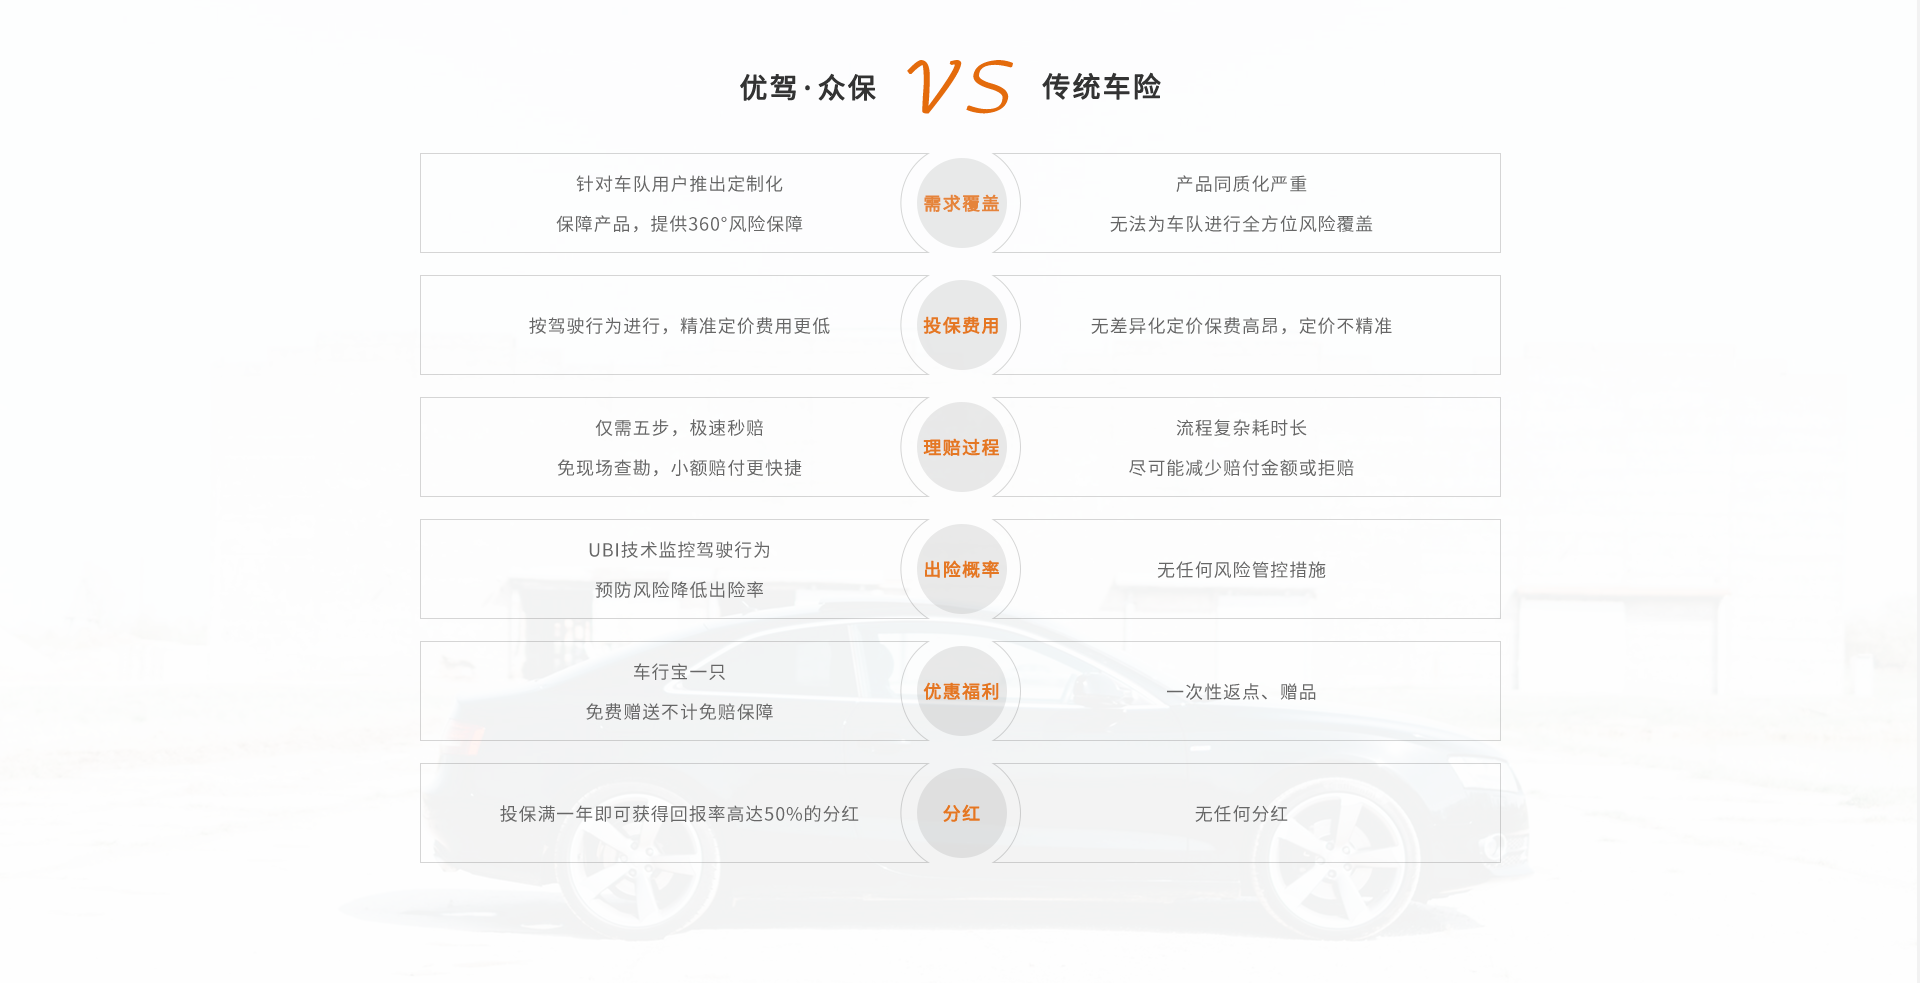 优驾·众保 VS 传统车险
针对车队用户推出定制化
保障产品，提供360°风险保障
需求覆盖
产品同质化严重
无法为车队进行全方位风险覆盖
按驾驶行为进行，精准定价费用更低
投保费用
无差异化定价保费高昂，定价不精准
仅需五步，极速秒赔
免现场查勘，小额赔付更快捷
理赔过程
流程复杂耗时长
尽可能减少赔付金额或拒赔
UBI技术监控驾驶行为
预防风险降低出险率
出险概率
无任何风险管控措施
车行宝一只
免费赠送不计免赔保障
优惠福利
一次性返点、赠品
投保满一年即可获得回报率高达50%的分红
分红
无任何分红